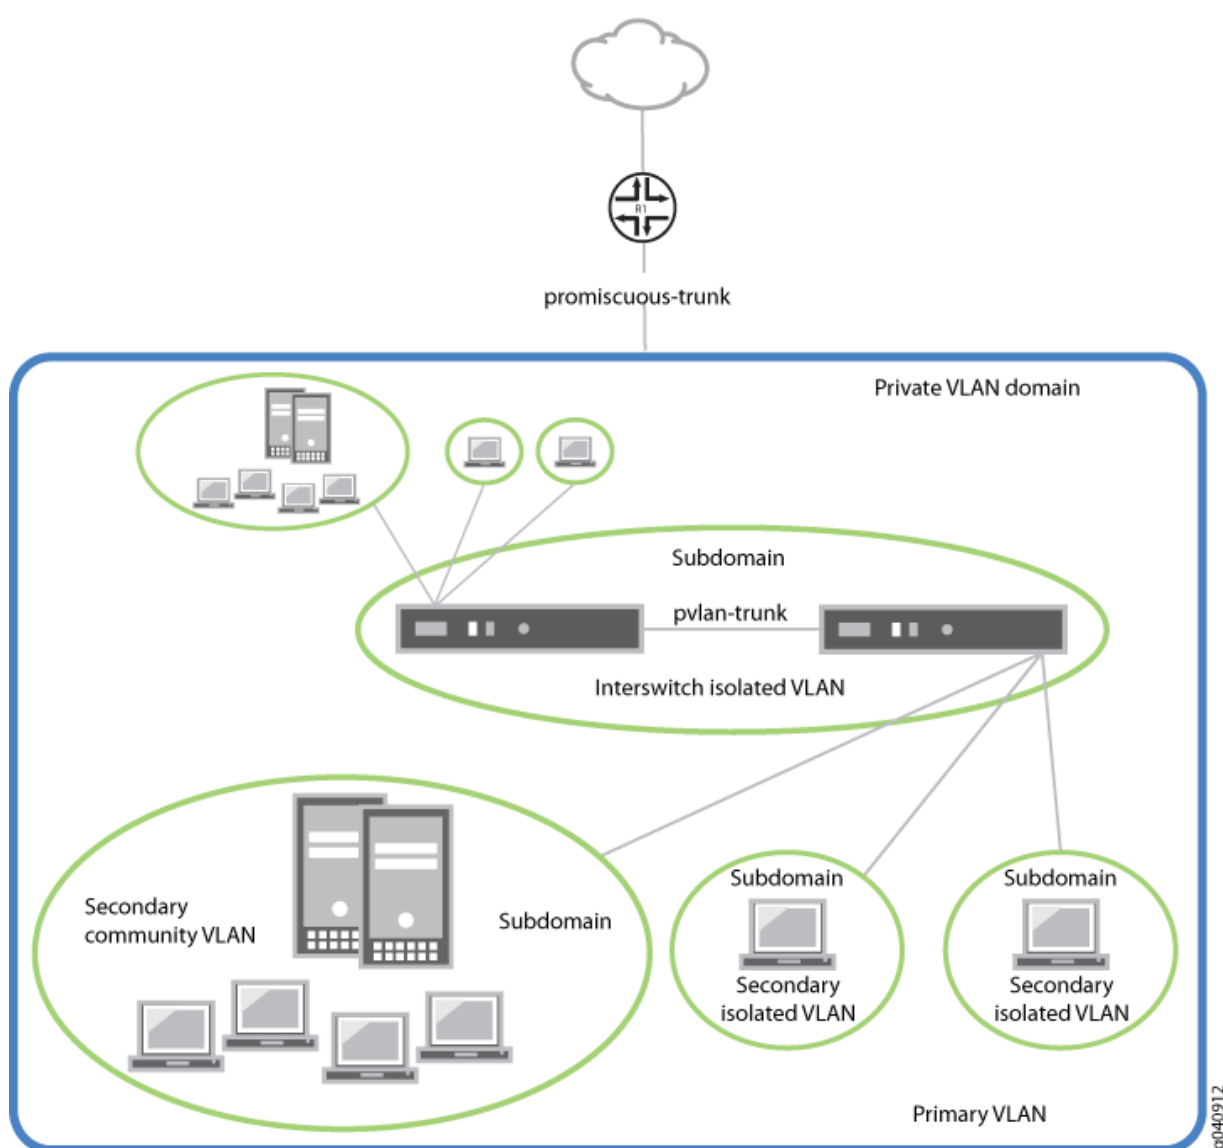 R1
promiscuous-trunk
Private VLAN domain
Subdomain
pvlan-trunk
Interswitch isolated VLAN
Secondary
community VLAN
Subdomain
Subdomain
Secondary
isolated VLAN
Subdomain
Secondary
isolated VLAN
Primary VLAN
g040912